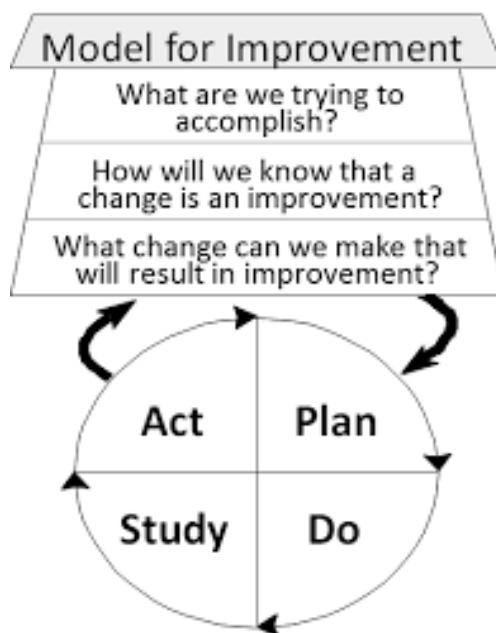 Model for Improvement
What are we trying to
accomplish?
How will we know that a
change is an improvement?
What change can we make that
will result in improvement?
Act
Plan
Study
Do